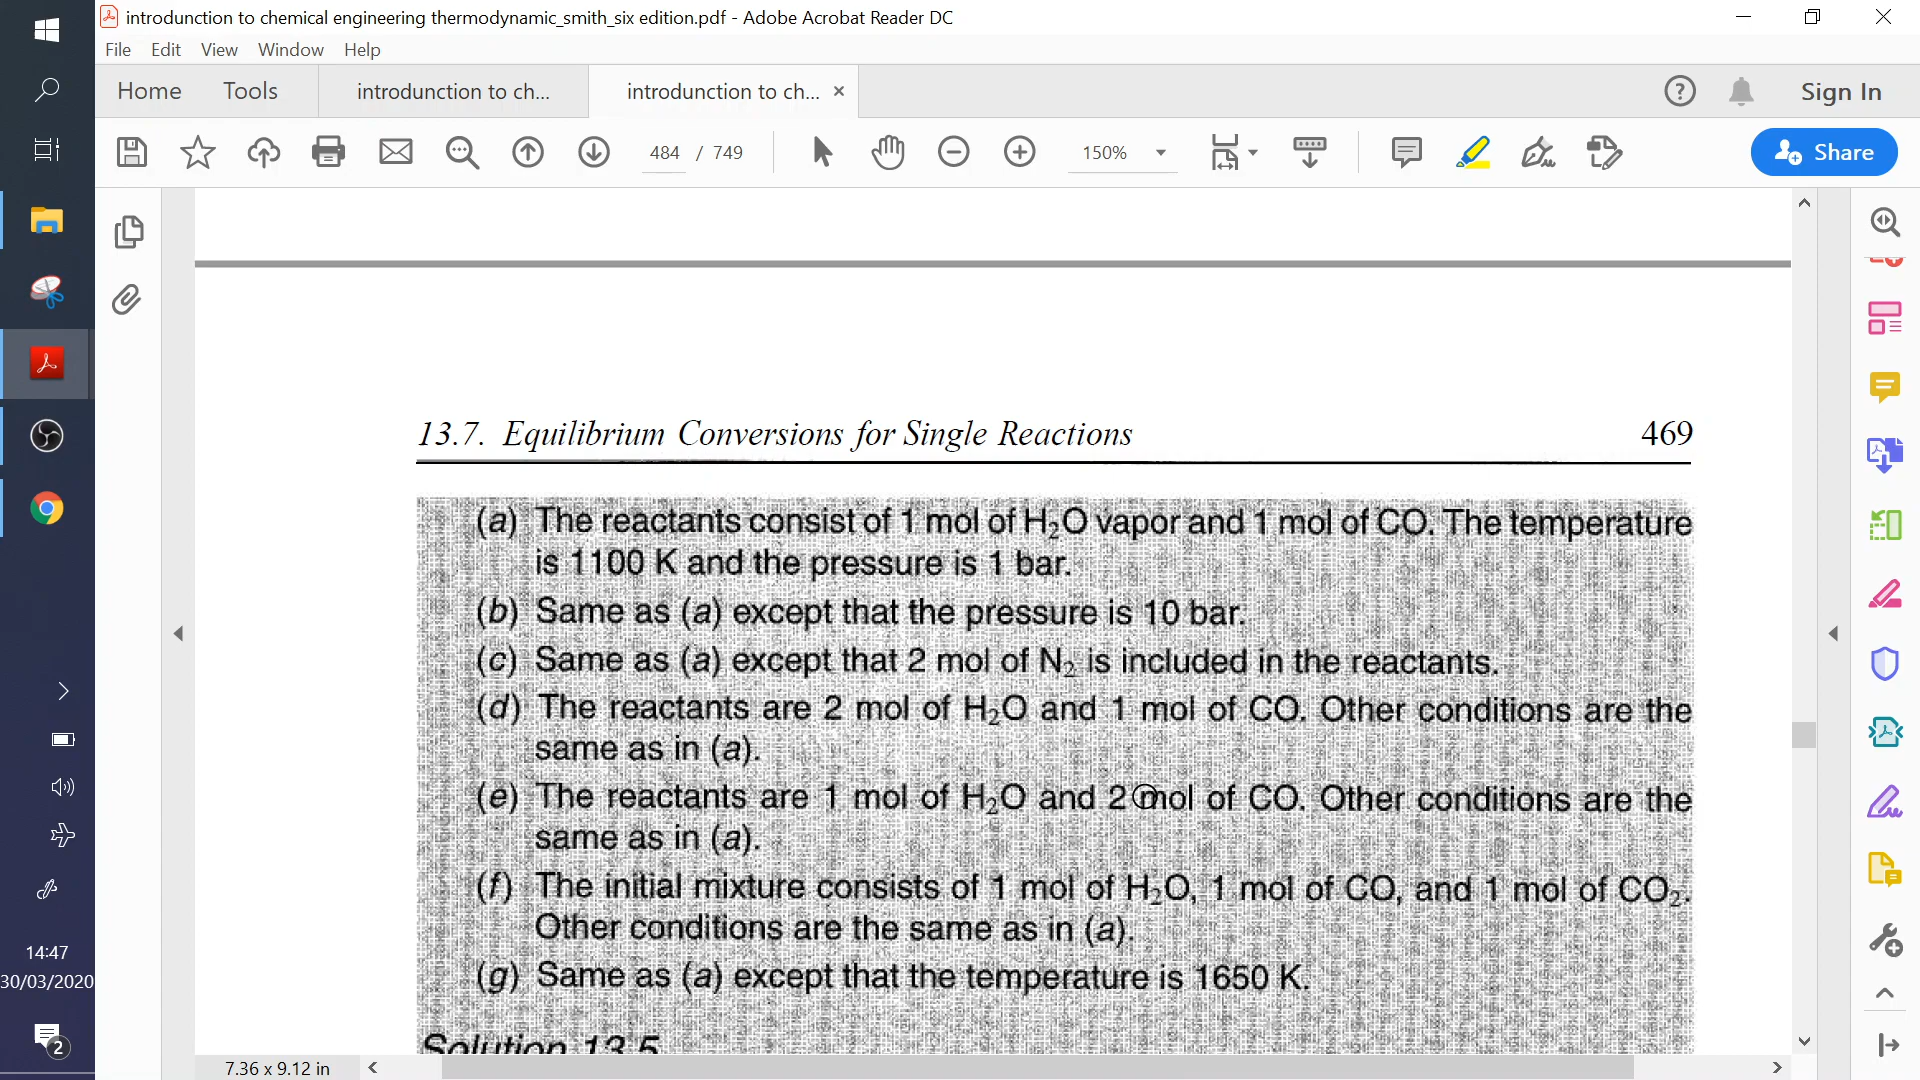 introdunction to chemical engineering thermodynamic_smith_six edition.pdf - Adobe Acrobat Reader DC
File Edit View Window Help
Home Tools introdunction to ch... introdunction to ch... × Sign In
484 / 749 150% Share
13.7. Equilibrium Conversions for Single Reactions 469
(a) The reactants consist of 1 mol of H₂O vapor and 1 mol of CO. The temperature
is 1100 K and the pressure is 1 bar.
(b) Same as (a) except that the pressure is 10 bar.
(c) Same as (a) except that 2 mol of N₂ is included in the reactants.
(d) The reactants are 2 mol of H₂O and 1 mol of CO. Other conditions are the
same as in (a).
(e) The reactants are 1 mol of H₂O and 2 mol of CO. Other conditions are the
same as in (a).
(f) The initial mixture consists of 1 mol of H₂O, 1 mol of CO, and 1 mol of CO₂.
Other conditions are the same as in (a).
(g) Same as (a) except that the temperature is 1650 K.
Solution 13.5
7.36 x 9.12 in
14:47
30/03/2020
2